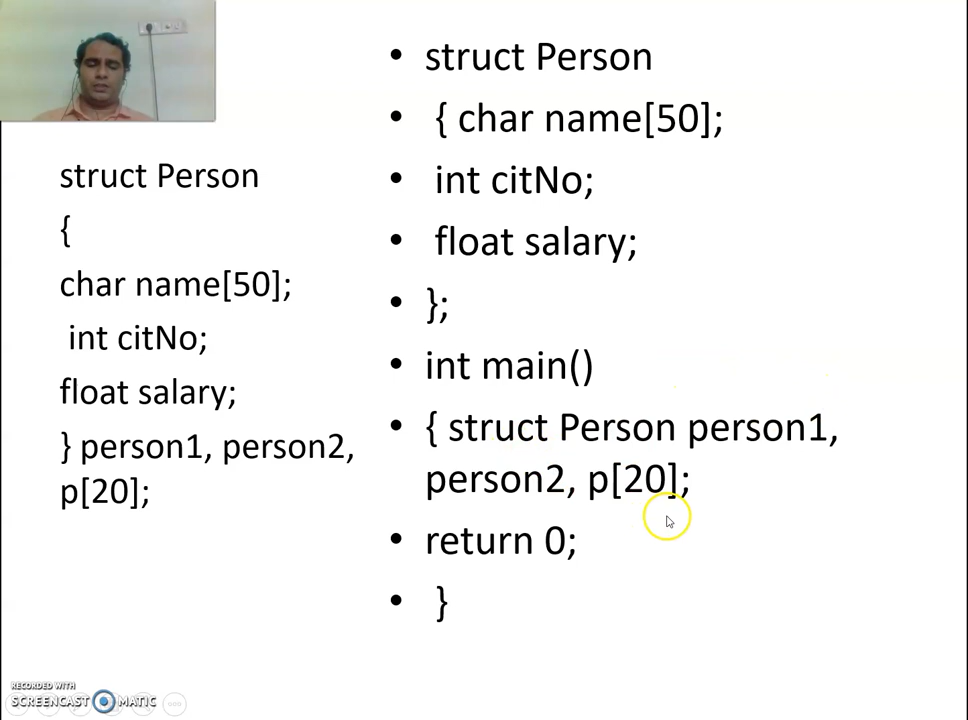 struct Person
{
char name[50];
int citNo;
float salary;
} person1, person2,
p[20];
• struct Person
• { char name[50];
• int citNo;
• float salary;
• };
• int main()
• { struct Person person1,
person2, p[20];
• return 0;
• }
RECORDED WITH
SCREENCAST MATIC